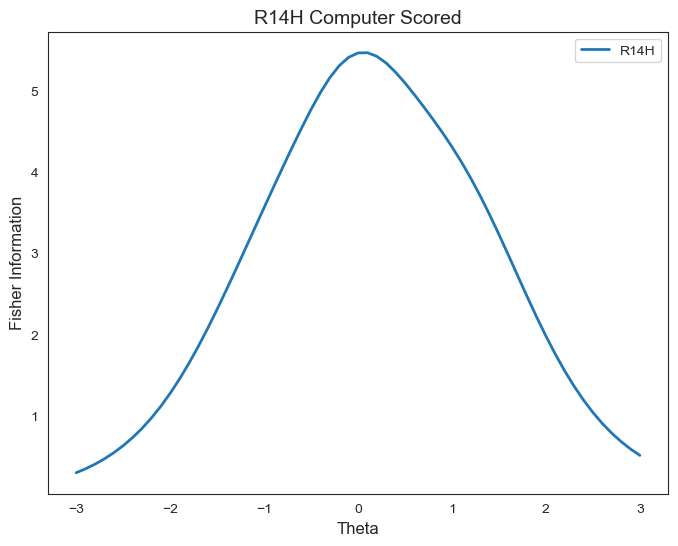 R14H Computer Scored
R14H
Fisher Information
5
4
3
2
1
−3 −2 −1 0 1 2 3
Theta